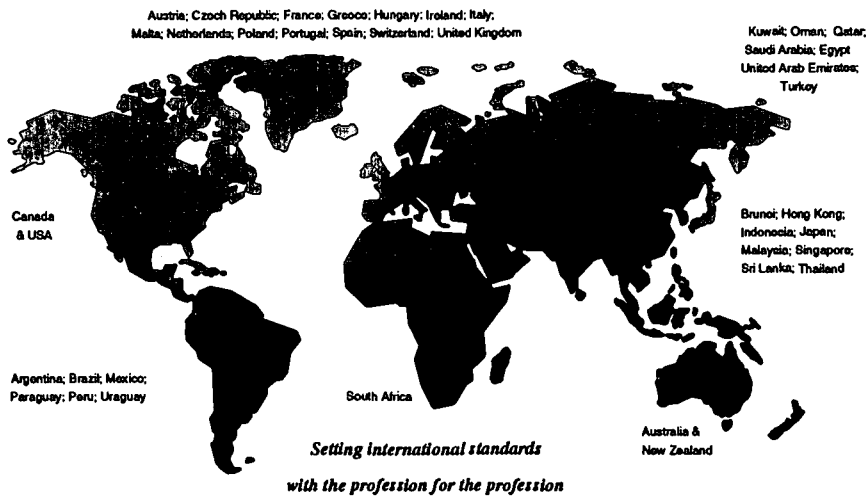 Austria; Czech Republic; France; Greece; Hungary; Ireland; Italy;
Malta; Netherlands; Poland; Portugal; Spain; Switzerland; United Kingdom
Kuwait; Oman; Qatar;
Saudi Arabia; Egypt
United Arab Emirates;
Turkey
Canada
& USA
Brunei; Hong Kong;
Indonesia; Japan;
Malaysia; Singapore;
Sri Lanka; Thailand
Argentina; Brazil; Mexico;
Paraguay; Peru; Uraguay
South Africa
Australia &
New Zealand
Setting international standards
with the profession for the profession